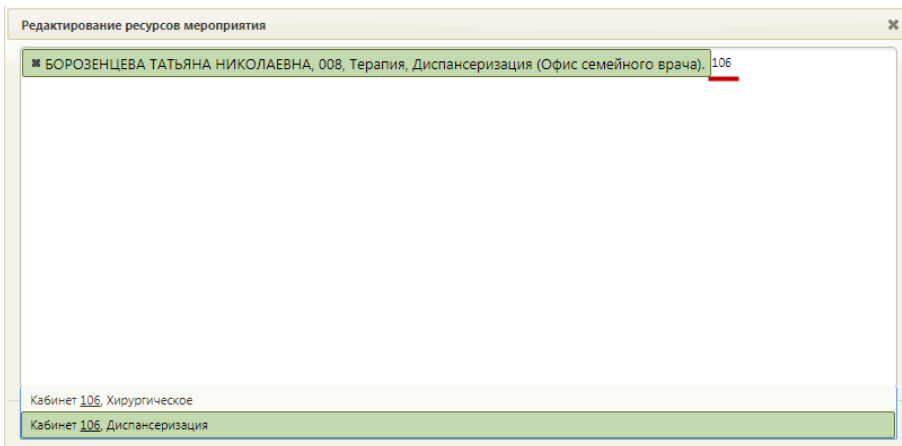 Редактирование ресурсов мероприятия
БОРОЗЕНЦЕВА ТАТЬЯНА НИКОЛАЕВНА, 008, Терапия, Диспансеризация (Офис семейного врача). 106
Кабинет 106, Хирургическое
Кабинет 106, Диспансеризация